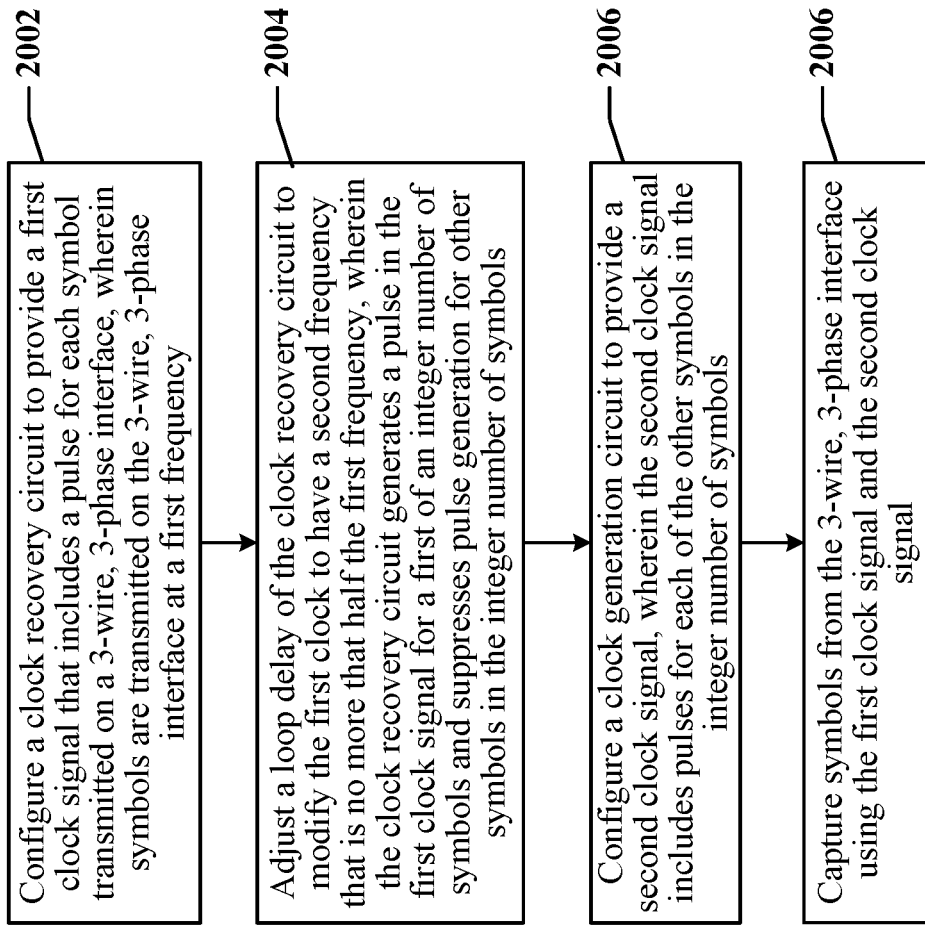 Configure a clock recovery circuit to provide a first
clock signal that includes a pulse for each symbol
transmitted on a 3-wire, 3-phase interface, wherein
symbols are transmitted on the 3-wire, 3-phase
interface at a first frequency
2002
Adjust a loop delay of the clock recovery circuit to
modify the first clock to have a second frequency
that is no more that half the first frequency, wherein
the clock recovery circuit generates a pulse in the
first clock signal for a first of an integer number of
symbols and suppresses pulse generation for other
symbols in the integer number of symbols
2004
Configure a clock generation circuit to provide a
second clock signal, wherein the second clock signal
includes pulses for each of the other symbols in the
integer number of symbols
2006
Capture symbols from the 3-wire, 3-phase interface
using the first clock signal and the second clock
signal
2006